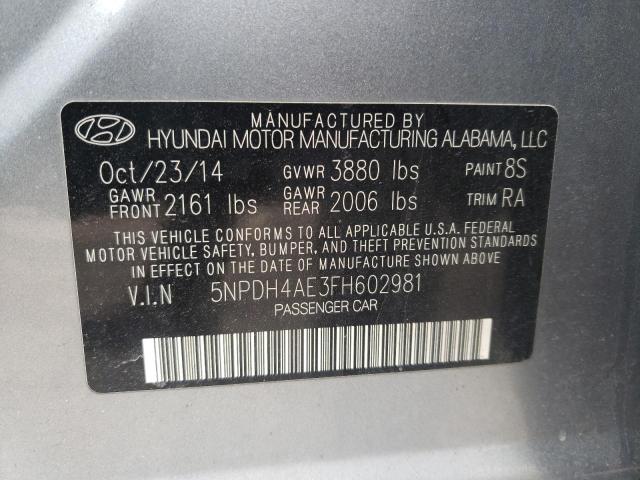 MANUFACTURED BY
HYUNDAI MOTOR MANUFACTURING ALABAMA, LLC
Oct/23/14 GVWR 3880 lbs PAINT 8S
GAWR FRONT 2161 lbs GAWR REAR 2006 lbs TRIM RA
THIS VEHICLE CONFORMS TO ALL APPLICABLE U.S.A. FEDERAL
MOTOR VEHICLE SAFETY, BUMPER, AND THEFT PREVENTION STANDARDS
IN EFFECT ON THE DATE OF MANUFACTURE SHOWN ABOVE.
V.I.N 5NPDH4AE3FH602981
PASSENGER CAR